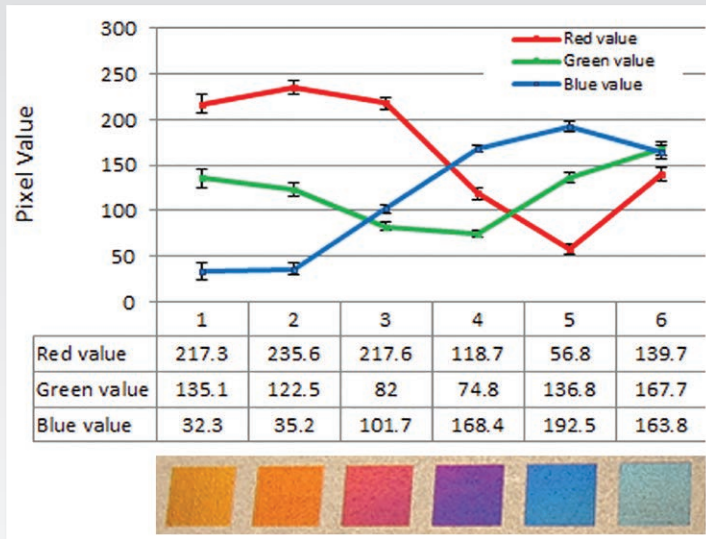 300
250
200
150
100
50
0
Pixel Value
Red value
Green value
Blue value
1 2 3 4 5 6
Red value 217.3 235.6 217.6 118.7 56.8 139.7
Green value 135.1 122.5 82 74.8 136.8 167.7
Blue value 32.3 35.2 101.7 168.4 192.5 163.8